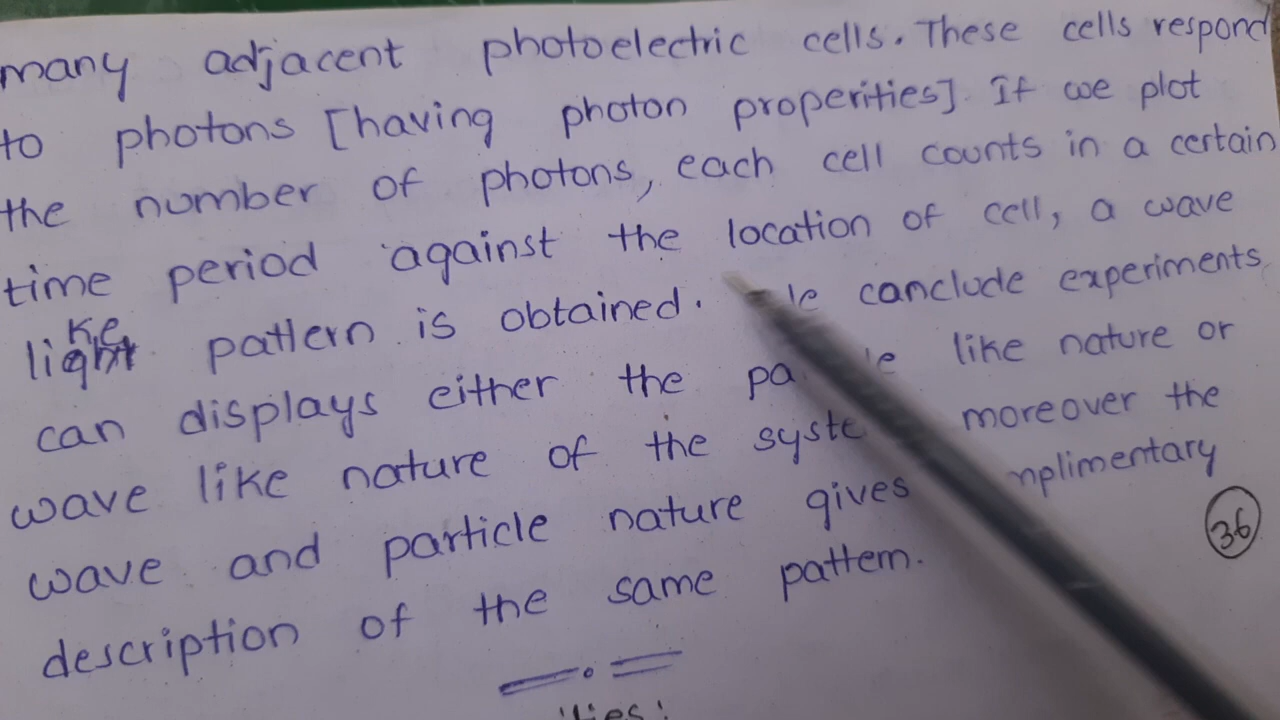 many adjacent photoelectric cells. These cells respond
to photons [having photon properities]. If we plot
the number of photons, each cell counts in a certain
time period against the location of cell, a wave
like pattern is obtained. canclude experiments
can displays either the like nature or
wave like nature of the moreover the
wave and particle nature gives
description of the same pattern.
36